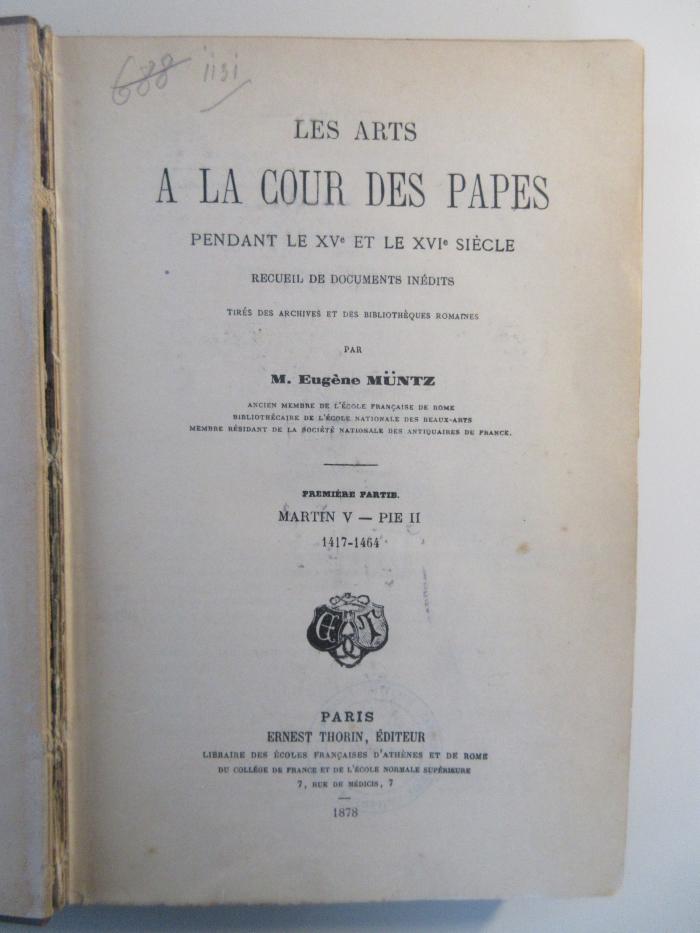 688 1131
LES ARTS
A LA COUR DES PAPES
PENDANT LE XVe ET LE XVIe SIÈCLE
RECUEIL DE DOCUMENTS INÉDITS
TIRÉS DES ARCHIVES ET DES BIBLIOTHÈQUES ROMAINES
PAR
M. Eugène MÜNTZ
ANCIEN MEMBRE DE L'ÉCOLE FRANÇAISE DE ROME
BIBLIOTHÉCAIRE DE L'ÉCOLE NATIONALE DES BEAUX-ARTS
MEMBRE RÉSIDANT DE LA SOCIÉTÉ NATIONALE DES ANTIQUAIRES DE FRANCE.
PREMIÈRE PARTIE.
MARTIN V — PIE II
1417-1464
E T
PARIS
ERNEST THORIN, ÉDITEUR
LIBRAIRE DES ÉCOLES FRANÇAISES D'ATHÈNES ET DE ROME
DU COLLÉGE DE FRANCE ET DE L'ÉCOLE NORMALE SUPÉRIEURE
7, RUE DE MÉDICIS, 7
1878